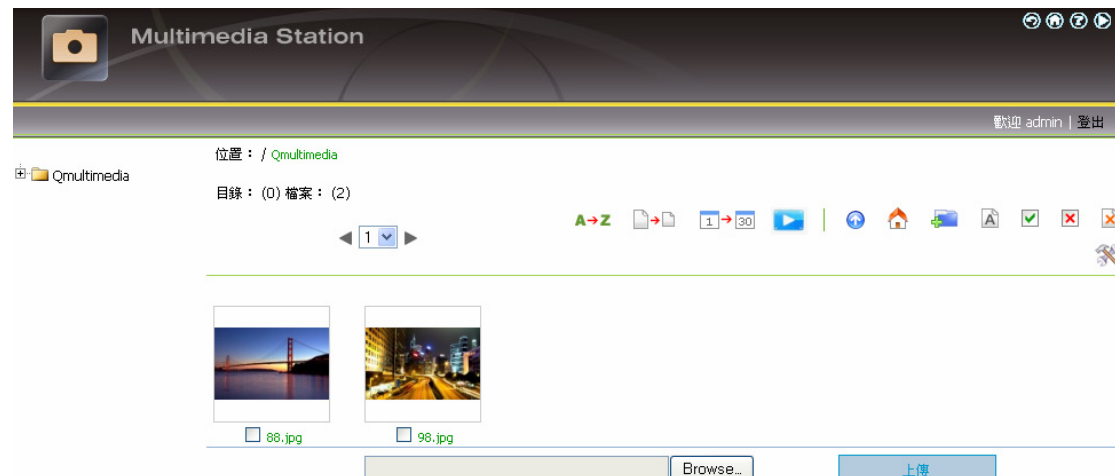 Multimedia Station
歡迎 admin | 登出
Qmultimedia
位置： / Qmultimedia
目錄： (0) 檔案： (2)
A→Z
1→30
A
1
88.jpg
98.jpg
Browse...
上傳